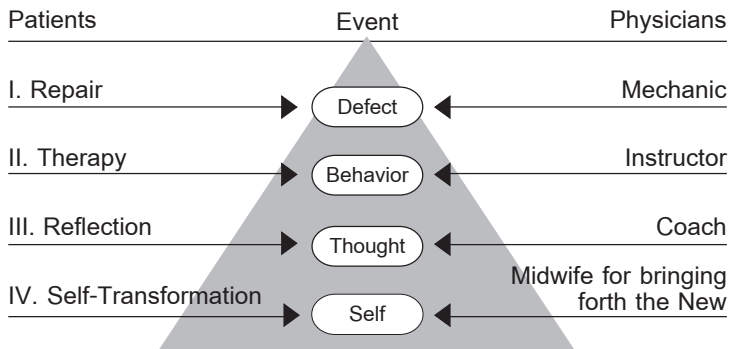 Patients Event Physicians
I. Repair Defect Mechanic
II. Therapy Behavior Instructor
III. Reflection Thought Coach
IV. Self-Transformation Self Midwife for bringing
forth the New